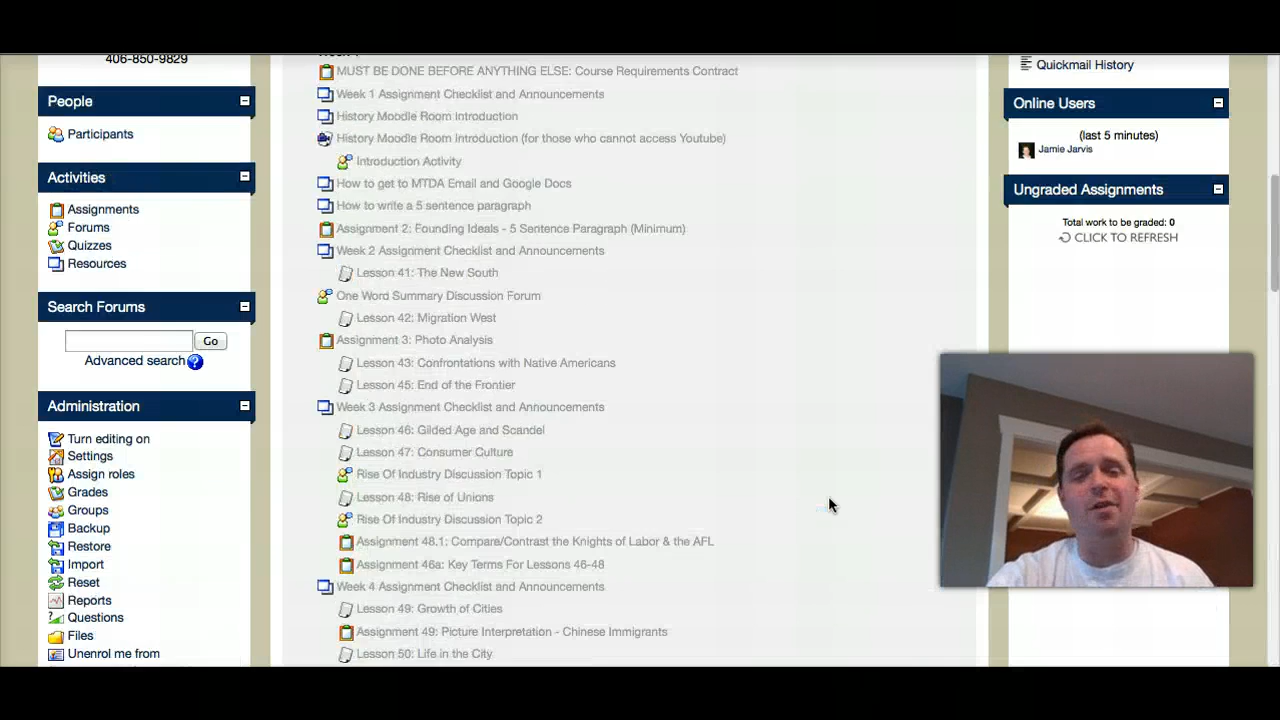 406-850-9829
People
Participants
Activities
Assignments
Forums
Quizzes
Resources
Search Forums
Go
Advanced search
?
Administration
Turn editing on
Settings
Assign roles
Grades
Groups
Backup
Restore
Import
Reset
Reports
Questions
Files
Unenrol me from
MUST BE DONE BEFORE ANYTHING ELSE: Course Requirements Contract
Week 1 Assignment Checklist and Announcements
History Moodle Room Introduction
History Moodle Room Introduction (for those who cannot access Youtube)
Introduction Activity
How to get to MTDA Email and Google Docs
How to write a 5 sentence paragraph
Assignment 2: Founding Ideals - 5 Sentence Paragraph (Minimum)
Week 2 Assignment Checklist and Announcements
Lesson 41: The New South
One Word Summary Discussion Forum
Lesson 42: Migration West
Assignment 3: Photo Analysis
Lesson 43: Confrontations with Native Americans
Lesson 45: End of the Frontier
Week 3 Assignment Checklist and Announcements
Lesson 46: Gilded Age and Scandel
Lesson 47: Consumer Culture
Rise Of Industry Discussion Topic 1
Lesson 48: Rise of Unions
Rise Of Industry Discussion Topic 2
Assignment 48.1: Compare/Contrast the Knights of Labor & the AFL
Assignment 46a: Key Terms For Lessons 46-48
Week 4 Assignment Checklist and Announcements
Lesson 49: Growth of Cities
Assignment 49: Picture Interpretation - Chinese Immigrants
Lesson 50: Life in the City
Quickmail History
Online Users
(last 5 minutes)
Jamie Jarvis
Ungraded Assignments
Total work to be graded: 0
CLICK TO REFRESH